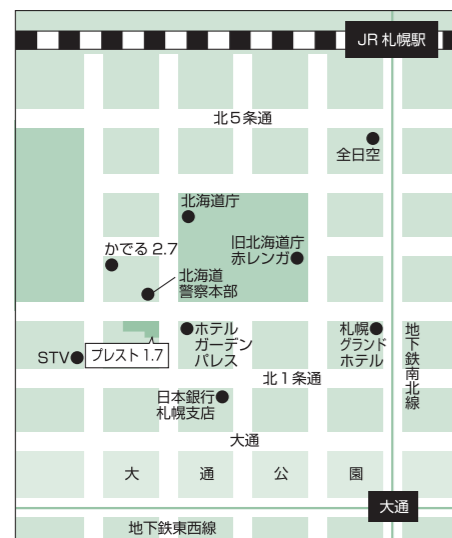 JR 札幌駅
北5条通
全日空
北海道庁
旧北海道庁
赤レンガ
かでる 2.7
北海道
警察本部
ホテル
ガーデン
パレス
札幌
グランド
ホテル
地下鉄南北線
STV
プレスト 1.7
北1条通
日本銀行
札幌支店
大通
大 通 公 園
大通
地下鉄東西線